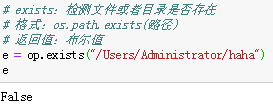 # exists：检测文件或者目录是否存在
# 格式：os.path.exists(路径)
# 返回值：布尔值
e = op.exists("/Users/Administrator/haha")
e
False